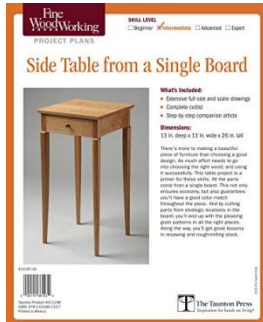 Fine
WoodWorking
PROJECT PLANS
SKILL LEVEL
Beginner Intermediate Advanced Expert
Side Table from a Single Board
What's Included:
• Extensive full-size and scale drawings
• Complete cutlist
• Step-by-step companion article
Dimensions:
13 in. deep x 13 in. wide x 26 in. tall
There's more to making a beautiful
piece of furniture than choosing a good
design. As much effort needs to go
into choosing the right wood, and using
it successfully. This table project is a
primer for these skills. All the parts
come from a single board. This not only
ensures economy, but also guarantees
you'll have a good color match
throughout the piece. And by cutting
parts from strategic locations in the
board, you'll end up with the pleasing
grain patterns in all the right places.
Along the way, you'll get great lessons
in resawing and rough-milling stock.
The Taunton Press